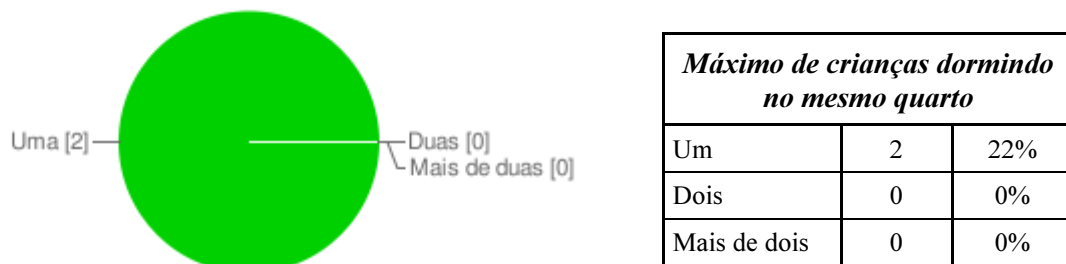 Uma [2]
Duas [0]
Mais de duas [0]
Máximo de crianças dormindo
no mesmo quarto
Um 2 22%
Dois 0 0%
Mais de dois 0 0%